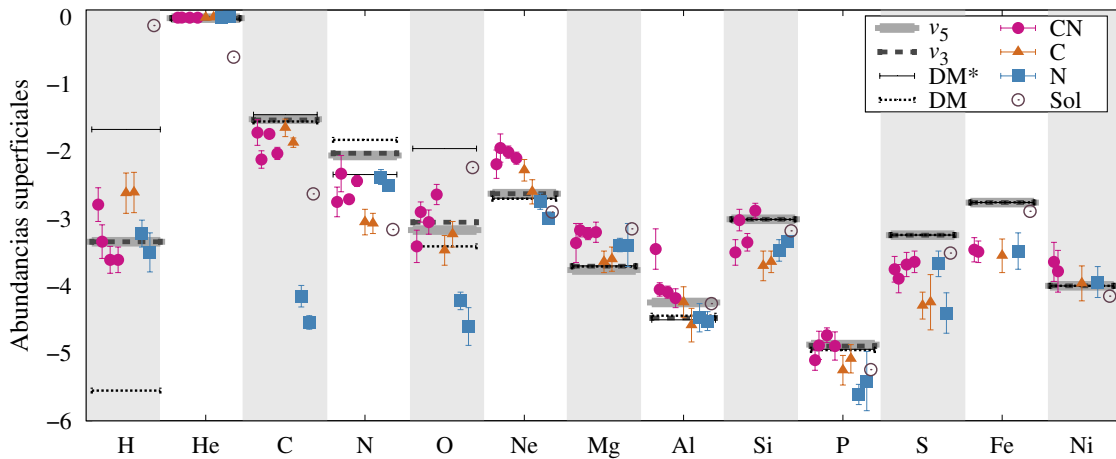 Abundancias superficiales
0
−1
−2
−3
−4
−5
−6
v5
v3
DM*
DM
CN
C
N
Sol
H He C N O Ne Mg Al Si P S Fe Ni